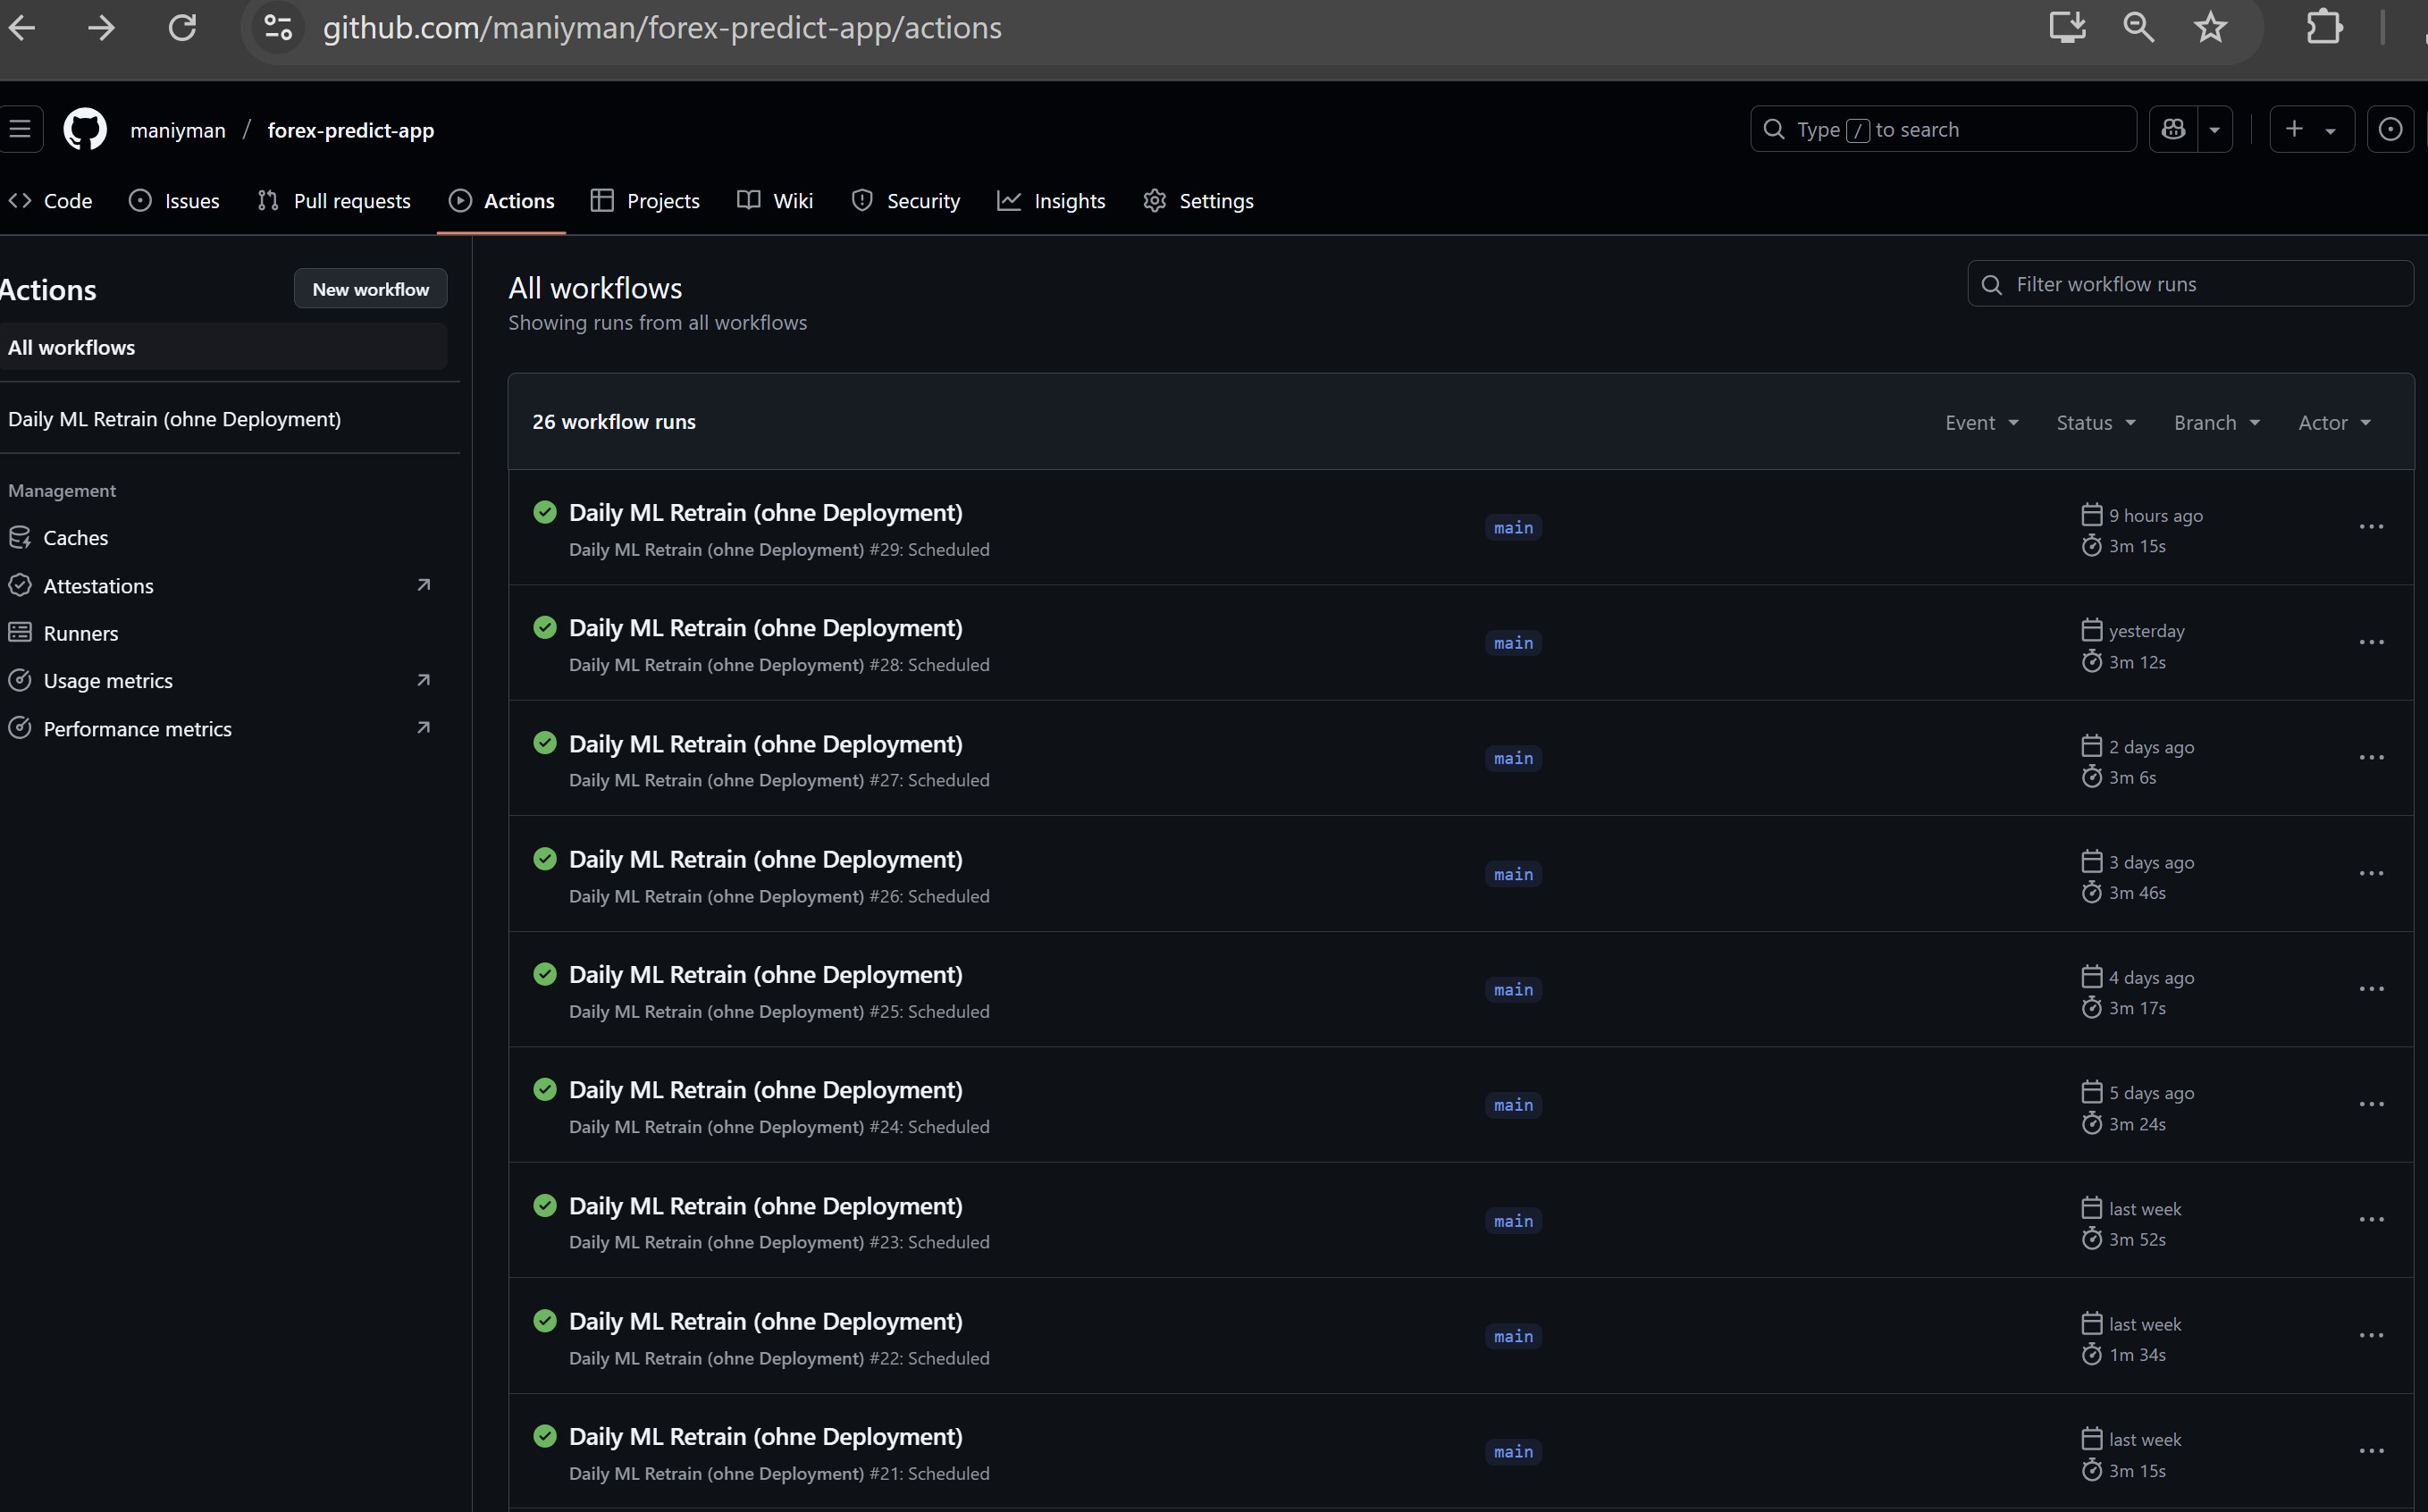 github.com/maniyman/forex-predict-app/actions
maniyman / forex-predict-app
Type / to search
Code Issues Pull requests Actions Projects Wiki Security Insights Settings
Actions
New workflow
All workflows
Daily ML Retrain (ohne Deployment)
Management
Caches
Attestations
Runners
Usage metrics
Performance metrics
All workflows
Showing runs from all workflows
Filter workflow runs
26 workflow runs
Event Status Branch Actor
Daily ML Retrain (ohne Deployment)
Daily ML Retrain (ohne Deployment) #29: Scheduled
main
9 hours ago
3m 15s
Daily ML Retrain (ohne Deployment)
Daily ML Retrain (ohne Deployment) #28: Scheduled
main
yesterday
3m 12s
Daily ML Retrain (ohne Deployment)
Daily ML Retrain (ohne Deployment) #27: Scheduled
main
2 days ago
3m 6s
Daily ML Retrain (ohne Deployment)
Daily ML Retrain (ohne Deployment) #26: Scheduled
main
3 days ago
3m 46s
Daily ML Retrain (ohne Deployment)
Daily ML Retrain (ohne Deployment) #25: Scheduled
main
4 days ago
3m 17s
Daily ML Retrain (ohne Deployment)
Daily ML Retrain (ohne Deployment) #24: Scheduled
main
5 days ago
3m 24s
Daily ML Retrain (ohne Deployment)
Daily ML Retrain (ohne Deployment) #23: Scheduled
main
last week
3m 52s
Daily ML Retrain (ohne Deployment)
Daily ML Retrain (ohne Deployment) #22: Scheduled
main
last week
1m 34s
Daily ML Retrain (ohne Deployment)
Daily ML Retrain (ohne Deployment) #21: Scheduled
main
last week
3m 15s